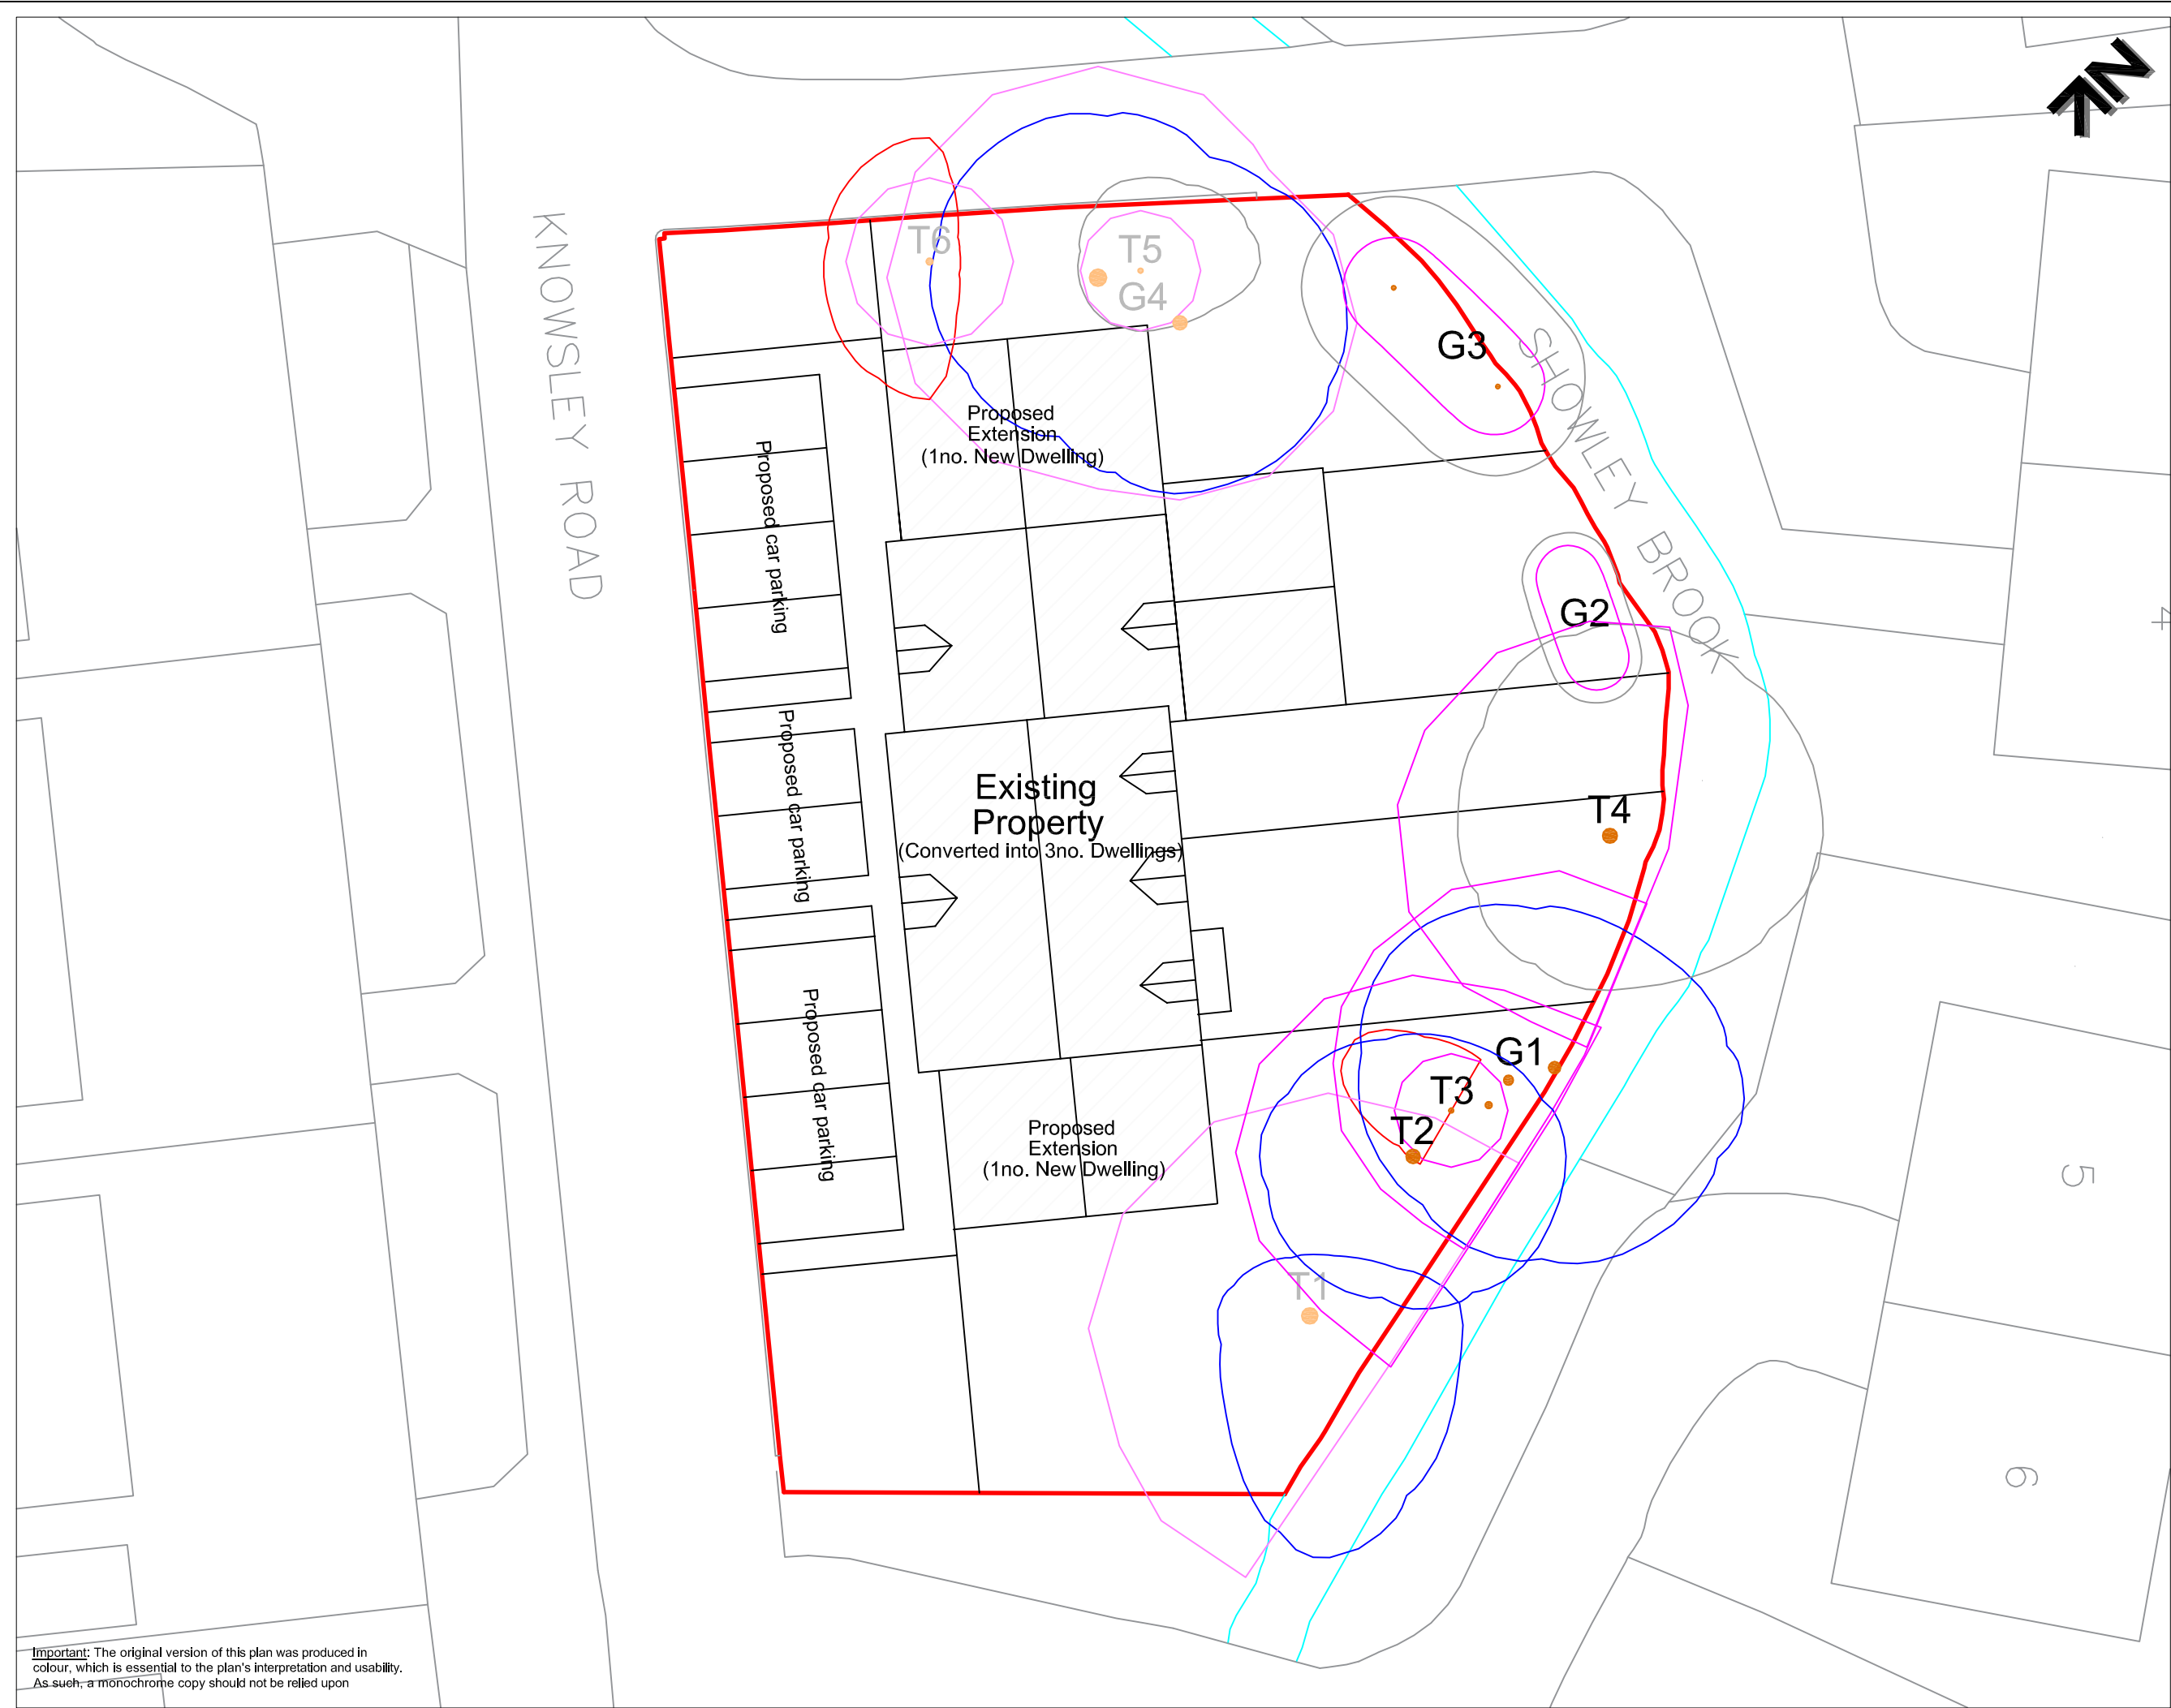 N
KNOWSLEY ROAD
T6
T5
G4
G3
SHOWLEY BROOK
Proposed
Extension
(1no. New Dwelling)
Proposed car parking
G2
4
Proposed car parking
Existing
Property
(Converted into 3no. Dwellings)
T4
Proposed car parking
G1
T3
T2
Proposed
Extension
(1no. New Dwelling)
5
T1
6
Important: The original version of this plan was produced in
colour, which is essential to the plan's interpretation and usability.
As such, a monochrome copy should not be relied upon